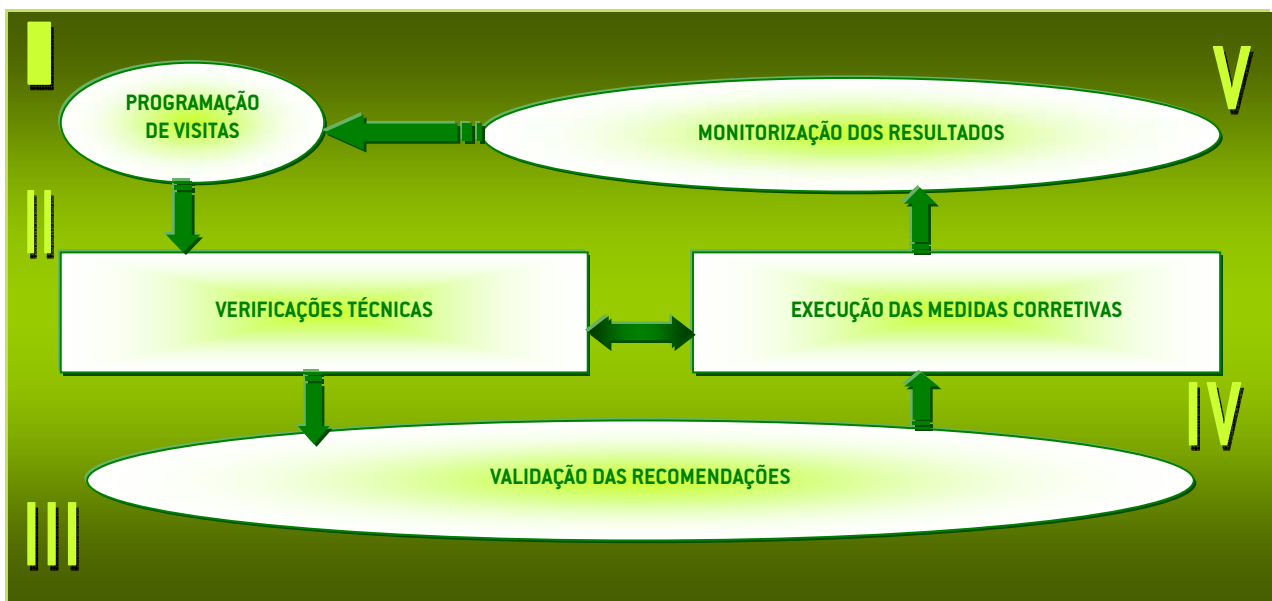 I
PROGRAMAÇÃO
DE VISITAS
MONITORIZAÇÃO DOS RESULTADOS
V
II
VERIFICAÇÕES TÉCNICAS
EXECUÇÃO DAS MEDIDAS CORRETIVAS
IV
VALIDAÇÃO DAS RECOMENDAÇÕES
III